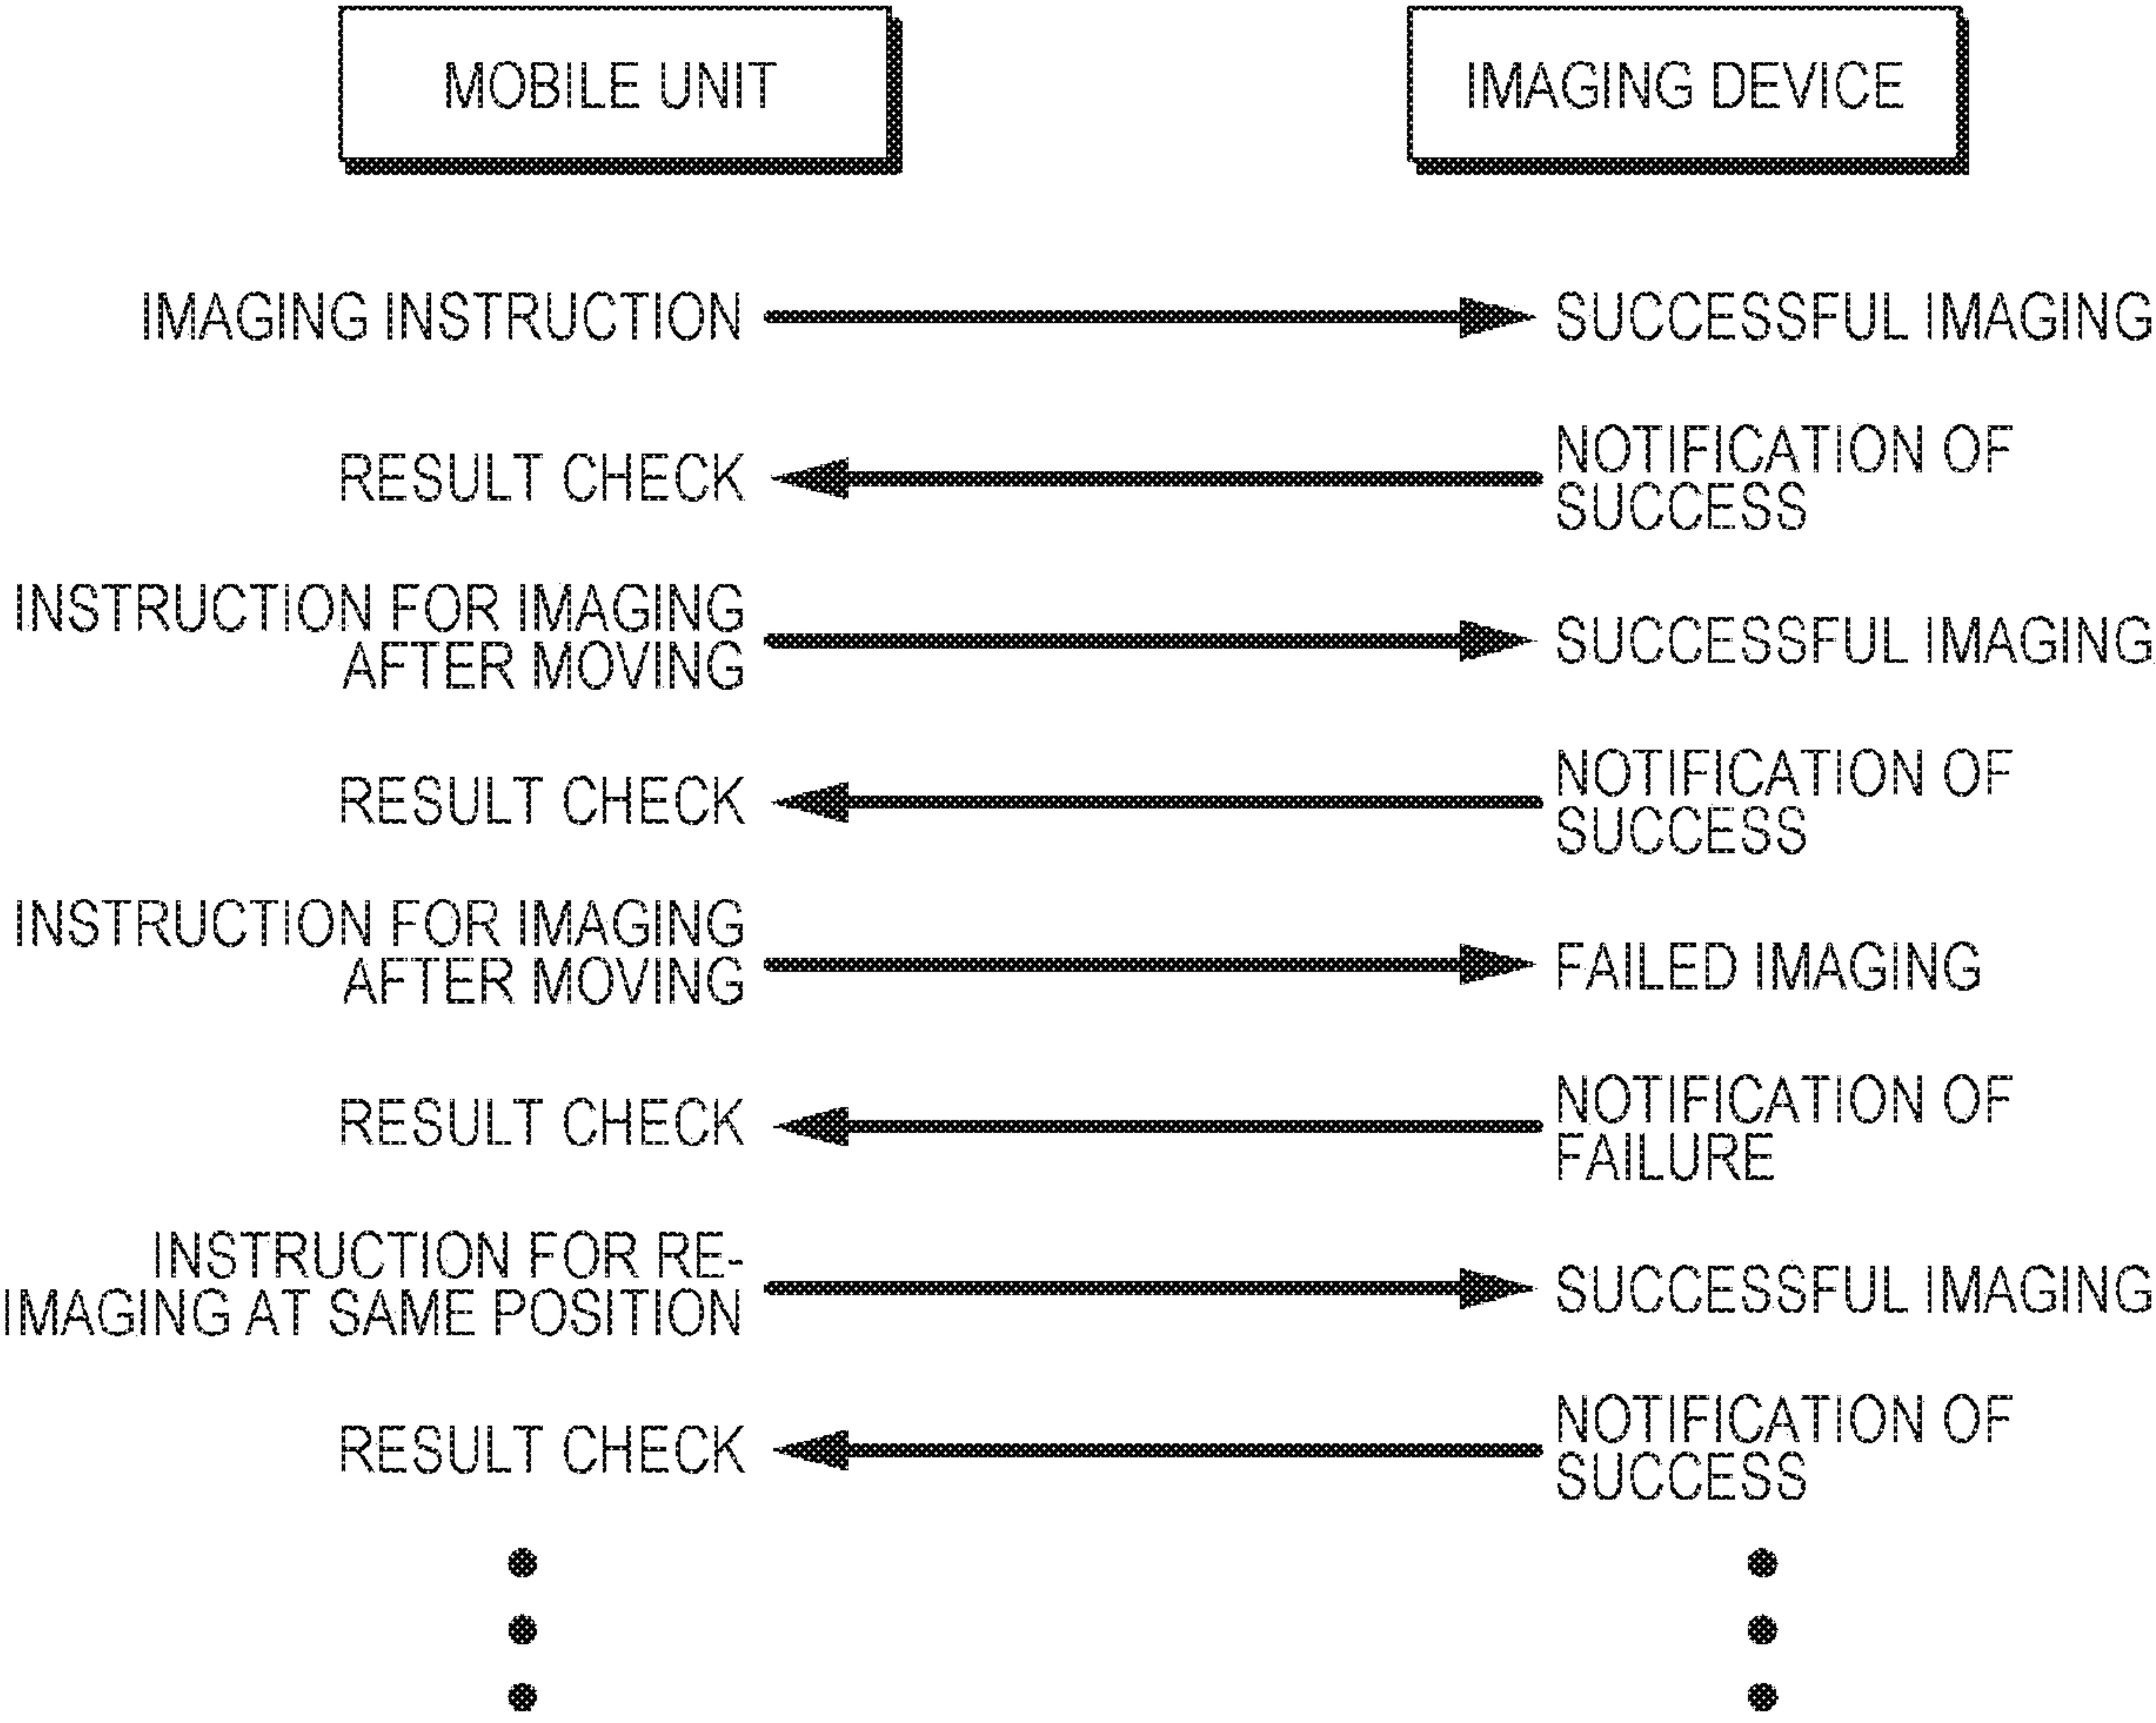 MOBILE UNIT
IMAGING DEVICE
IMAGING INSTRUCTION
SUCCESSFUL IMAGING
RESULT CHECK
NOTIFICATION OF
SUCCESS
INSTRUCTION FOR IMAGING
AFTER MOVING
SUCCESSFUL IMAGING
RESULT CHECK
NOTIFICATION OF
SUCCESS
INSTRUCTION FOR IMAGING
AFTER MOVING
FAILED IMAGING
RESULT CHECK
NOTIFICATION OF
FAILURE
INSTRUCTION FOR RE-
IMAGING AT SAME POSITION
SUCCESSFUL IMAGING
RESULT CHECK
NOTIFICATION OF
SUCCESS